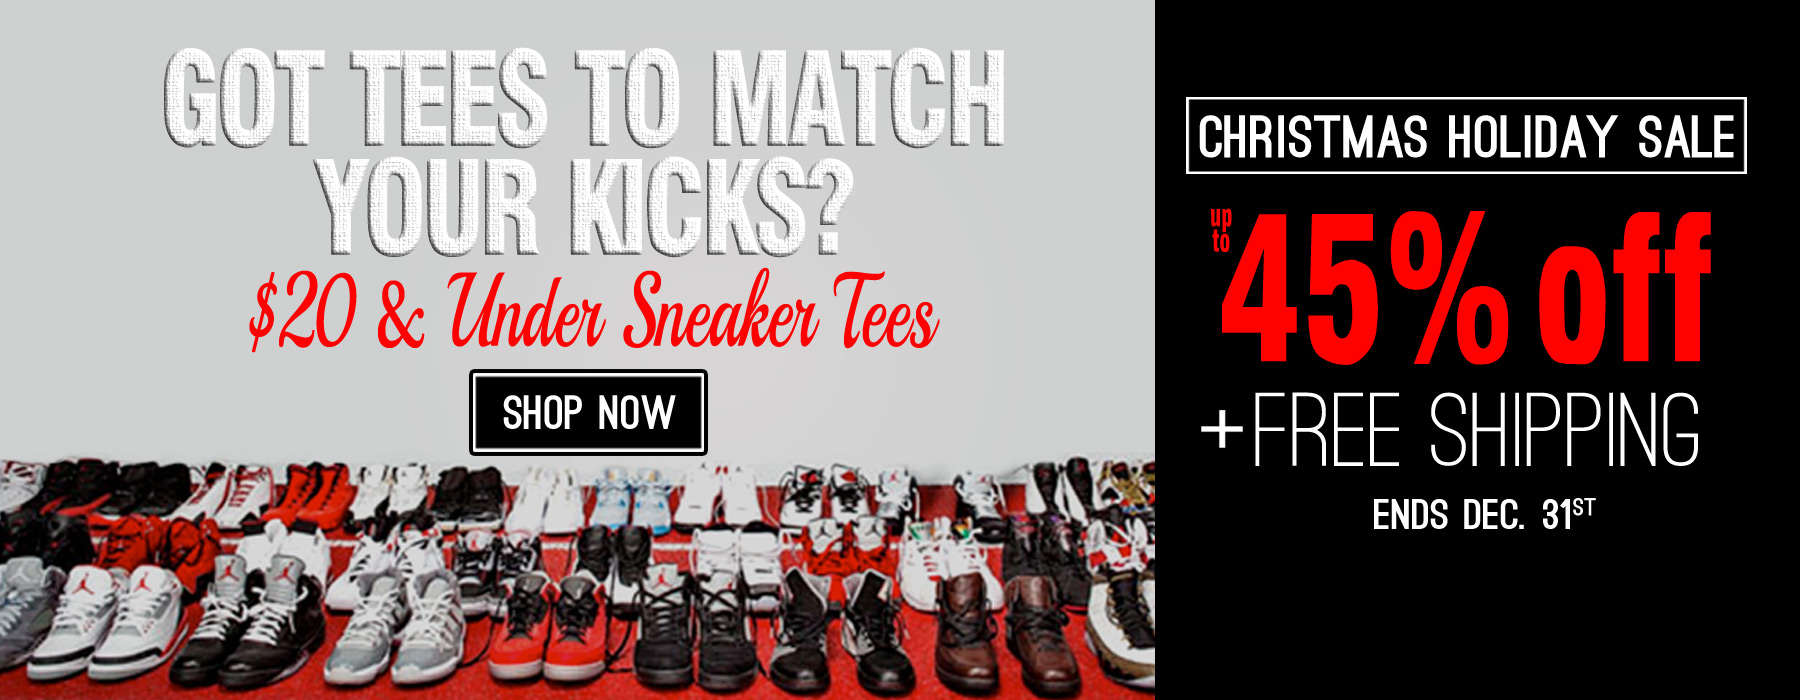 GOT TEES TO MATCH
YOUR KICKS?
$20 & Under Sneaker Tees
SHOP NOW
CHRISTMAS HOLIDAY SALE
up
to
45% off
+FREE SHIPPING
ENDS DEC. 31ST